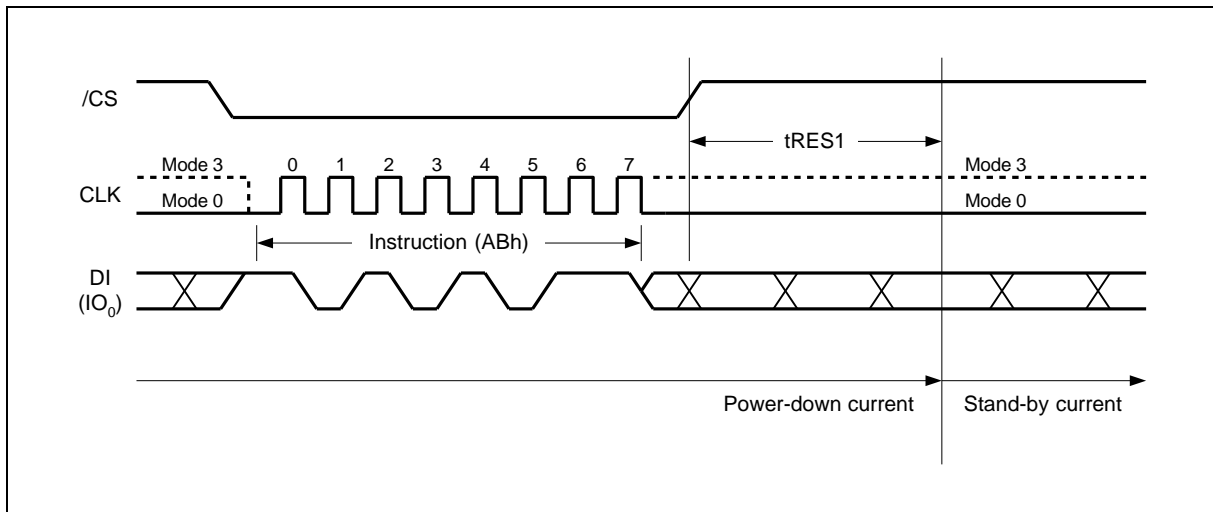 /CS
tRES1
Mode 3
0 1 2 3 4 5 6 7
Mode 3
CLK
Mode 0
Mode 0
Instruction (ABh)
DI
(IO₀)
Power-down current
Stand-by current